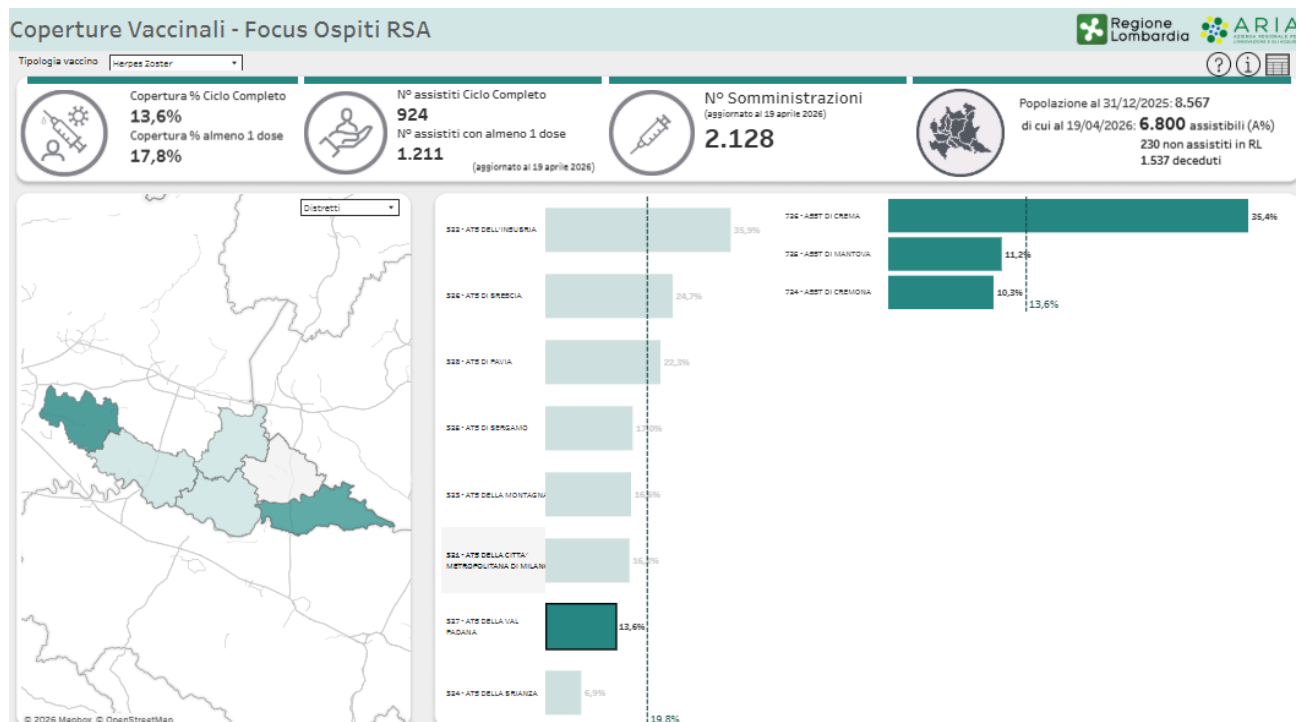 Coperture Vaccinali - Focus Ospiti RSA
Regione
Lombardia
ARIA
Tipologia vaccino
Herpes Zoster
Copertura % Ciclo Completo
13,6%
Copertura % almeno 1 dose
17,8%
N° assistiti Ciclo Completo
924
N° assistiti con almeno 1 dose
1.211
(aggiornato al 19 aprile 2026)
N° Somministrazioni
(aggiornato al 19 aprile 2026)
2.128
Popolazione al 31/12/2025: 8.567
di cui al 19/04/2026: 6.800 assistibili (A%)
230 non assistiti in RL
1.537 deceduti
Distretti
322 - ATS DELL'INSUBRIA
35,9%
326 - ATS DI BRESCIA
24,7%
328 - ATS DI PAVIA
22,3%
325 - ATS DI BERGAMO
17,0%
ATS DELLA MONTAGNA
321 - ATS DELLA CITTA'
METROPOLITANA DI MILANO
327 - ATS DELLA VAL
PADANA
13,6%
324 - ATS DELLA BRIANZA
6,9%
19,8%
726 - ASST DI CREMA
35,4%
ASST DI MANTOVA
11,2%
724 - ASST DI CREMONA
10,3%
13,6%
© 2026 Mapbox © OpenStreetMap